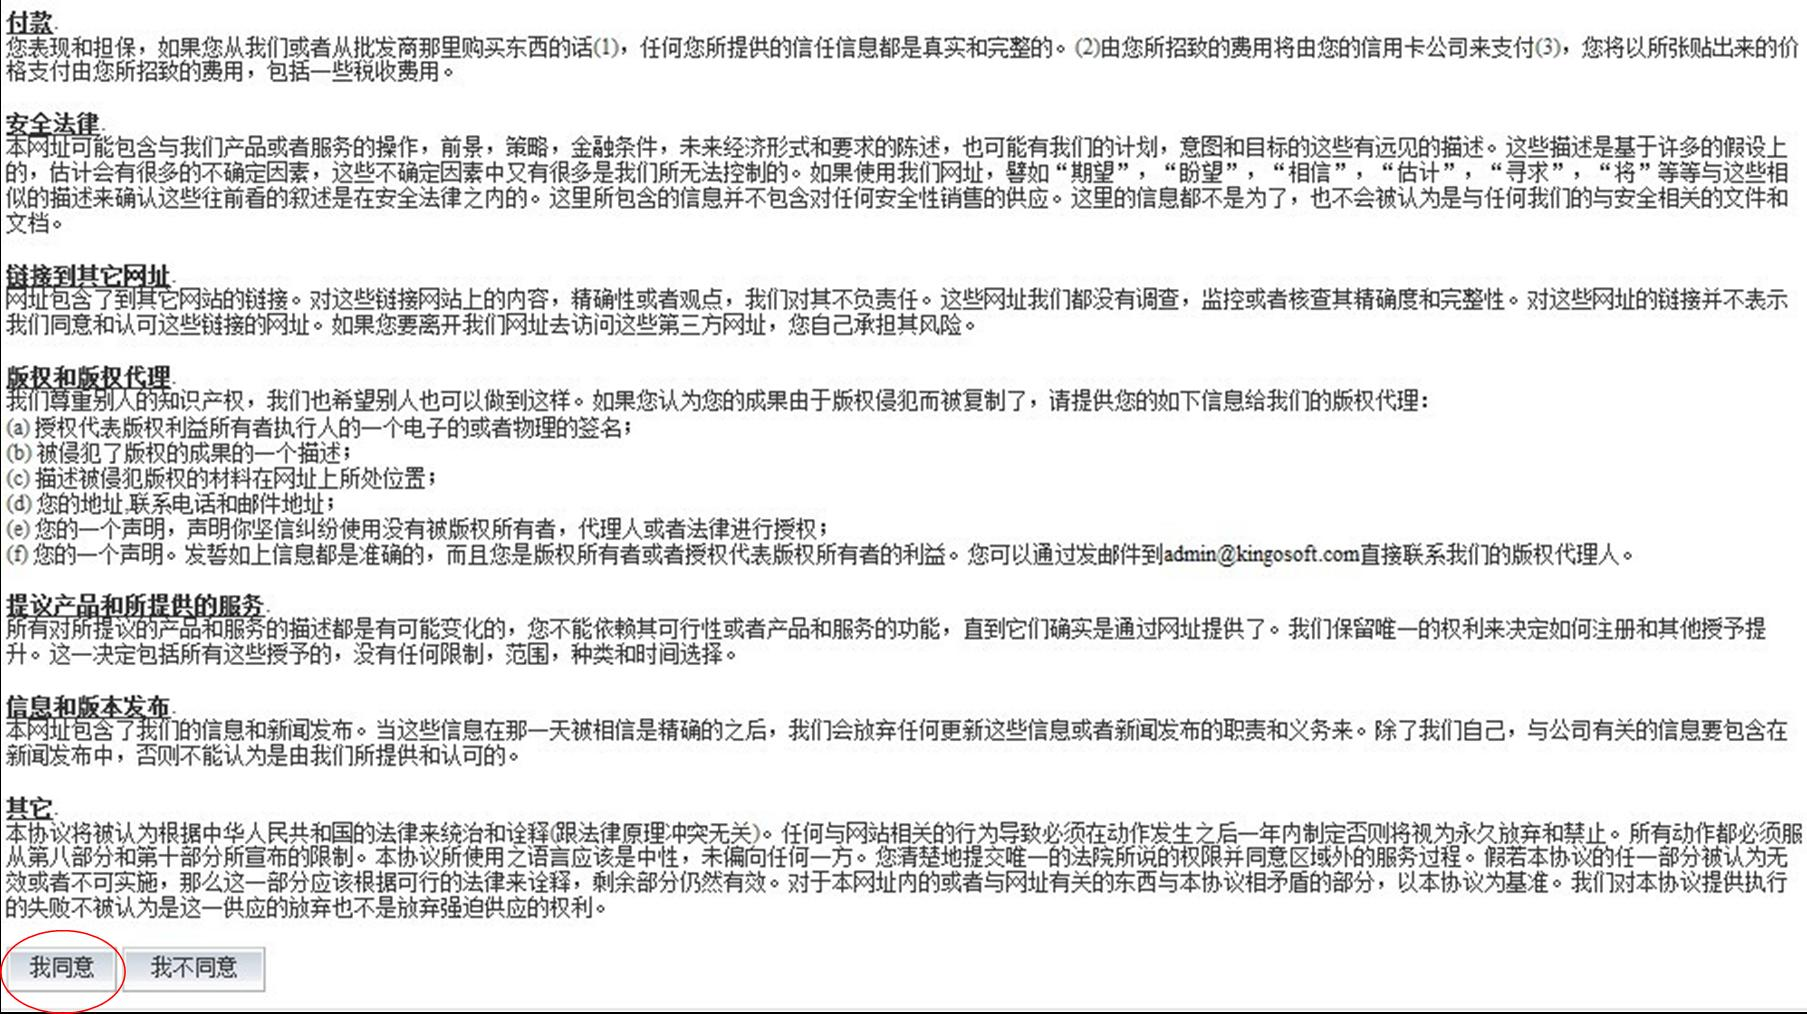 付款.
您表现和担保，如果您从我们或者从批发商那里购买东西的话(1)，任何您所提供的信任信息都是真实和完整的。(2)由您所招致的费用将由您的信用卡公司来支付(3)，您将以所张贴出来的价
格支付由您所招致的费用，包括一些税收费用。
安全法律.
本网址可能包含与我们产品或者服务的操作，前景，策略，金融条件，未来经济形式和要求的陈述，也可能有我们的计划，意图和目标的这些有远见的描述。这些描述是基于许多的假设上
的，估计会有很多的不确定因素，这些不确定因素中又有很多是我们所无法控制的。如果使用我们网址，譬如“期望”，“盼望”，“相信”，“估计”，“寻求”，“将”等等与这些相
似的描述来确认这些往前看的叙述是在安全法律之内的。这里所包含的信息并不包含对任何安全性销售的供应。这里的信息都不是为了，也不会被认为是与任何我们的与安全相关的文件和
文档。
链接到其它网址.
网址包含了到其它网站的链接。对这些链接网站上的内容，精确性或者观点，我们对其不负责任。这些网址我们都没有调查，监控或者核查其精确度和完整性。对这些网址的链接并不表示
我们同意和认可这些链接的网址。如果您要离开我们网址去访问这些第三方网址，您自己承担其风险。
版权和版权代理.
我们尊重别人的知识产权，我们也希望别人也可以做到这样。如果您认为您的成果由于版权侵犯而被复制了，请提供您的如下信息给我们的版权代理：
(a) 授权代表版权利益所有者执行人的一个电子的或者物理的签名；
(b) 被侵犯了版权的成果的一个描述；
(c) 描述被侵犯版权的材料在网址上所处位置；
(d) 您的地址,联系电话和邮件地址；
(e) 您的一个声明，声明你坚信纠纷使用没有被版权所有者，代理人或者法律进行授权；
(f) 您的一个声明。发誓如上信息都是准确的，而且您是版权所有者或者授权代表版权所有者的利益。您可以通过发邮件到admin@kingosoft.com直接联系我们的版权代理人。
提议产品和所提供的服务.
所有对所提议的产品和服务的描述都是有可能变化的，您不能依赖其可行性或者产品和服务的功能，直到它们确实是通过网址提供了。我们保留唯一的权利来决定如何注册和其他授予提
升。这一决定包括所有这些授予的，没有任何限制，范围，种类和时间选择。
信息和版本发布.
本网址包含了我们的信息和新闻发布。当这些信息在那一天被相信是精确的之后，我们会放弃任何更新这些信息或者新闻发布的职责和义务来。除了我们自己，与公司有关的信息要包含在
新闻发布中，否则不能认为是由我们所提供和认可的。
其它.
本协议将被认为根据中华人民共和国的法律来统治和诠释(跟法律原理冲突无关)。任何与网站相关的行为导致必须在动作发生之后一年内制定否则将视为永久放弃和禁止。所有动作都必须服
从第八部分和第十部分所宣布的限制。本协议所使用之语言应该是中性，未偏向任何一方。您清楚地提交唯一的法院所说的权限并同意区域外的服务过程。假若本协议的任一部分被认为无
效或者不可实施，那么这一部分应该根据可行的法律来诠释，剩余部分仍然有效。对于本网址内的或者与网址有关的东西与本协议相矛盾的部分，以本协议为基准。我们对本协议提供执行
的失败不被认为是这一供应的放弃也不是放弃强迫供应的权利。
我同意 我不同意